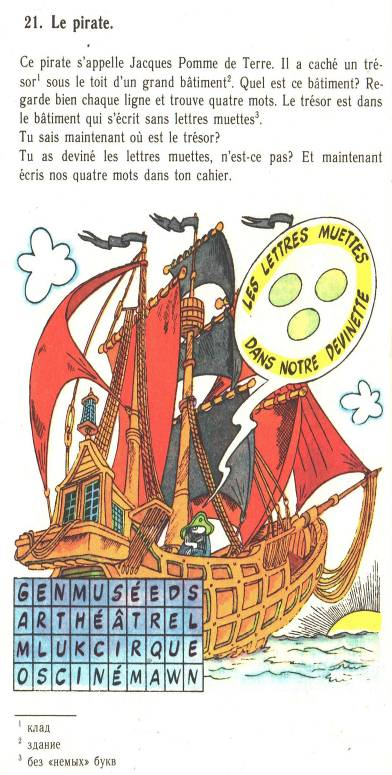 21. Le pirate.
Ce pirate s'appelle Jacques Pomme de Terre. Il a caché un tré-
sor¹ sous le toit d'un grand bâtiment². Quel est ce bâtiment? Re-
garde bien chaque ligne et trouve quatre mots. Le trésor est dans
le bâtiment qui s'écrit sans lettres muettes³.
Tu sais maintenant où est le trésor?
Tu as deviné les lettres muettes, n'est-ce pas? Et maintenant
écris nos quatre mots dans ton cahier.
LES LETTRES MUETTES
DANS NOTRE DEVINETTE
GENMUSÉEDS
ARTHÉÂTREL
MLUKCIRQUE
OSCINÉMAWN
¹ клад
² здание
³ без «немых» букв